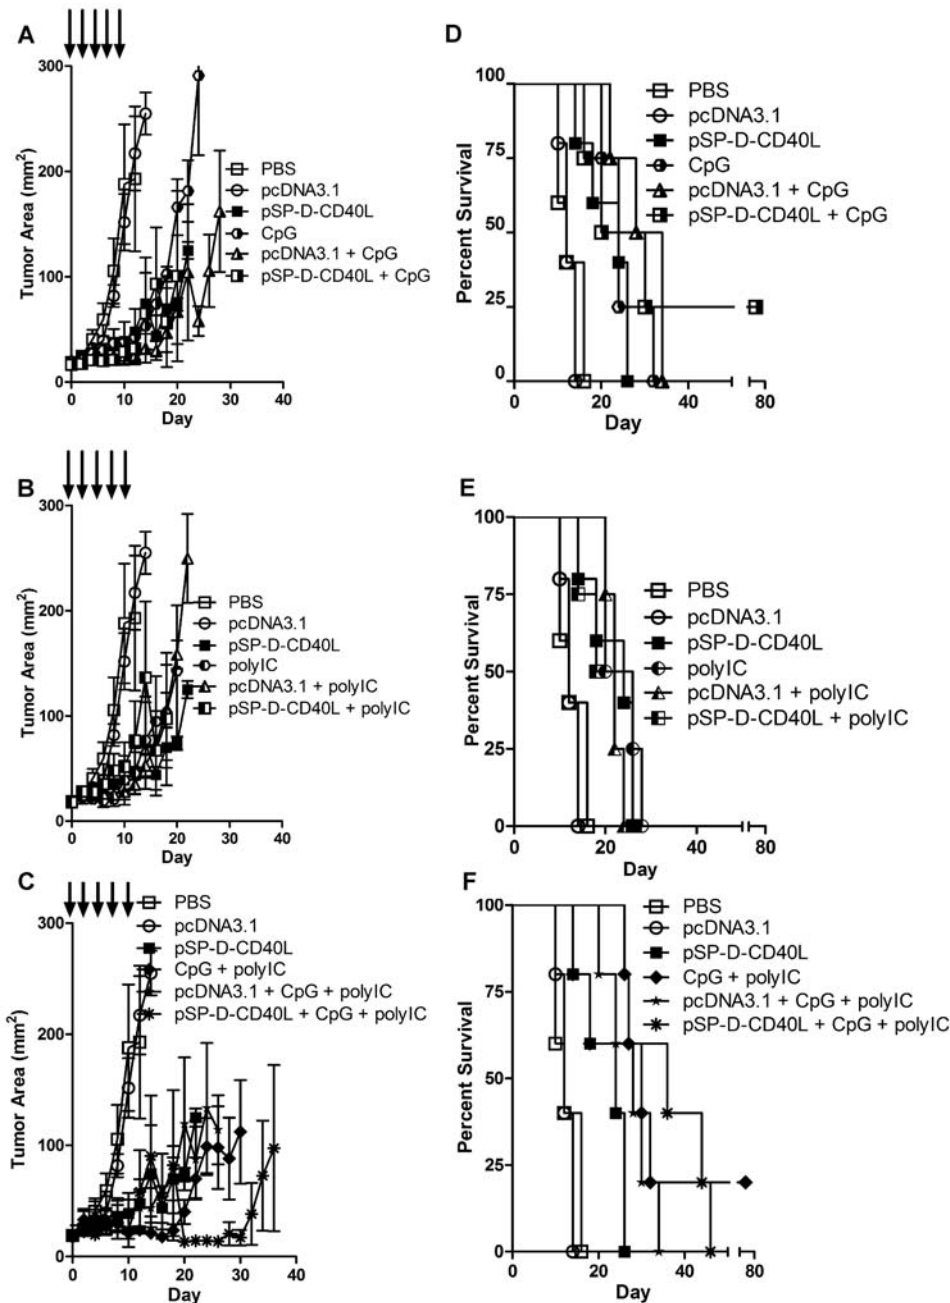 A
300
200
100
0
Tumor Area (mm²)
0 10 20 30 40
Day
PBS
pcDNA3.1
pSP-D-CD40L
CpG
pcDNA3.1 + CpG
pSP-D-CD40L + CpG
D
100
75
50
25
0
Percent Survival
0 20 40 80
Day
PBS
pcDNA3.1
pSP-D-CD40L
CpG
pcDNA3.1 + CpG
pSP-D-CD40L + CpG
B
300
200
100
0
Tumor Area (mm²)
0 10 20 30 40
Day
PBS
pcDNA3.1
pSP-D-CD40L
polyIC
pcDNA3.1 + polyIC
pSP-D-CD40L + polyIC
E
100
75
50
25
0
Percent Survival
0 20 40 80
Day
PBS
pcDNA3.1
pSP-D-CD40L
polyIC
pcDNA3.1 + polyIC
pSP-D-CD40L + polyIC
C
300
200
100
0
Tumor Area (mm²)
0 10 20 30 40
Day
PBS
pcDNA3.1
pSP-D-CD40L
CpG + polyIC
pcDNA3.1 + CpG + polyIC
pSP-D-CD40L + CpG + polyIC
F
100
75
50
25
0
Percent Survival
0 20 40 80
Day
PBS
pcDNA3.1
pSP-D-CD40L
CpG + polyIC
pcDNA3.1 + CpG + polyIC
pSP-D-CD40L + CpG + polyIC